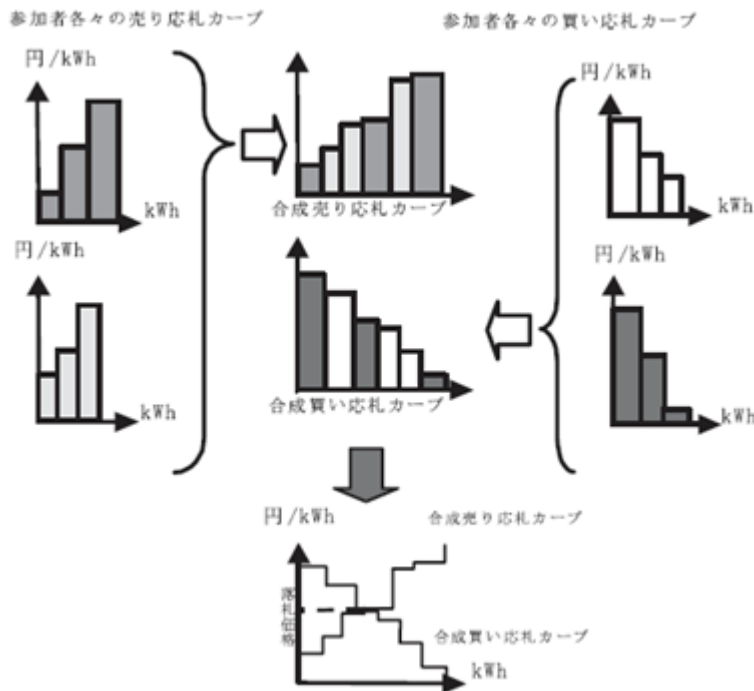 参加者各々の売り応札カーブ
参加者各々の買い応札カーブ
円/kWh
kWh
円/kWh
kWh
合成売り応札カーブ
合成買い応札カーブ
円/kWh
kWh
円/kWh
kWh
円/kWh
合成売り応札カーブ
落札価格
合成買い応札カーブ
kWh